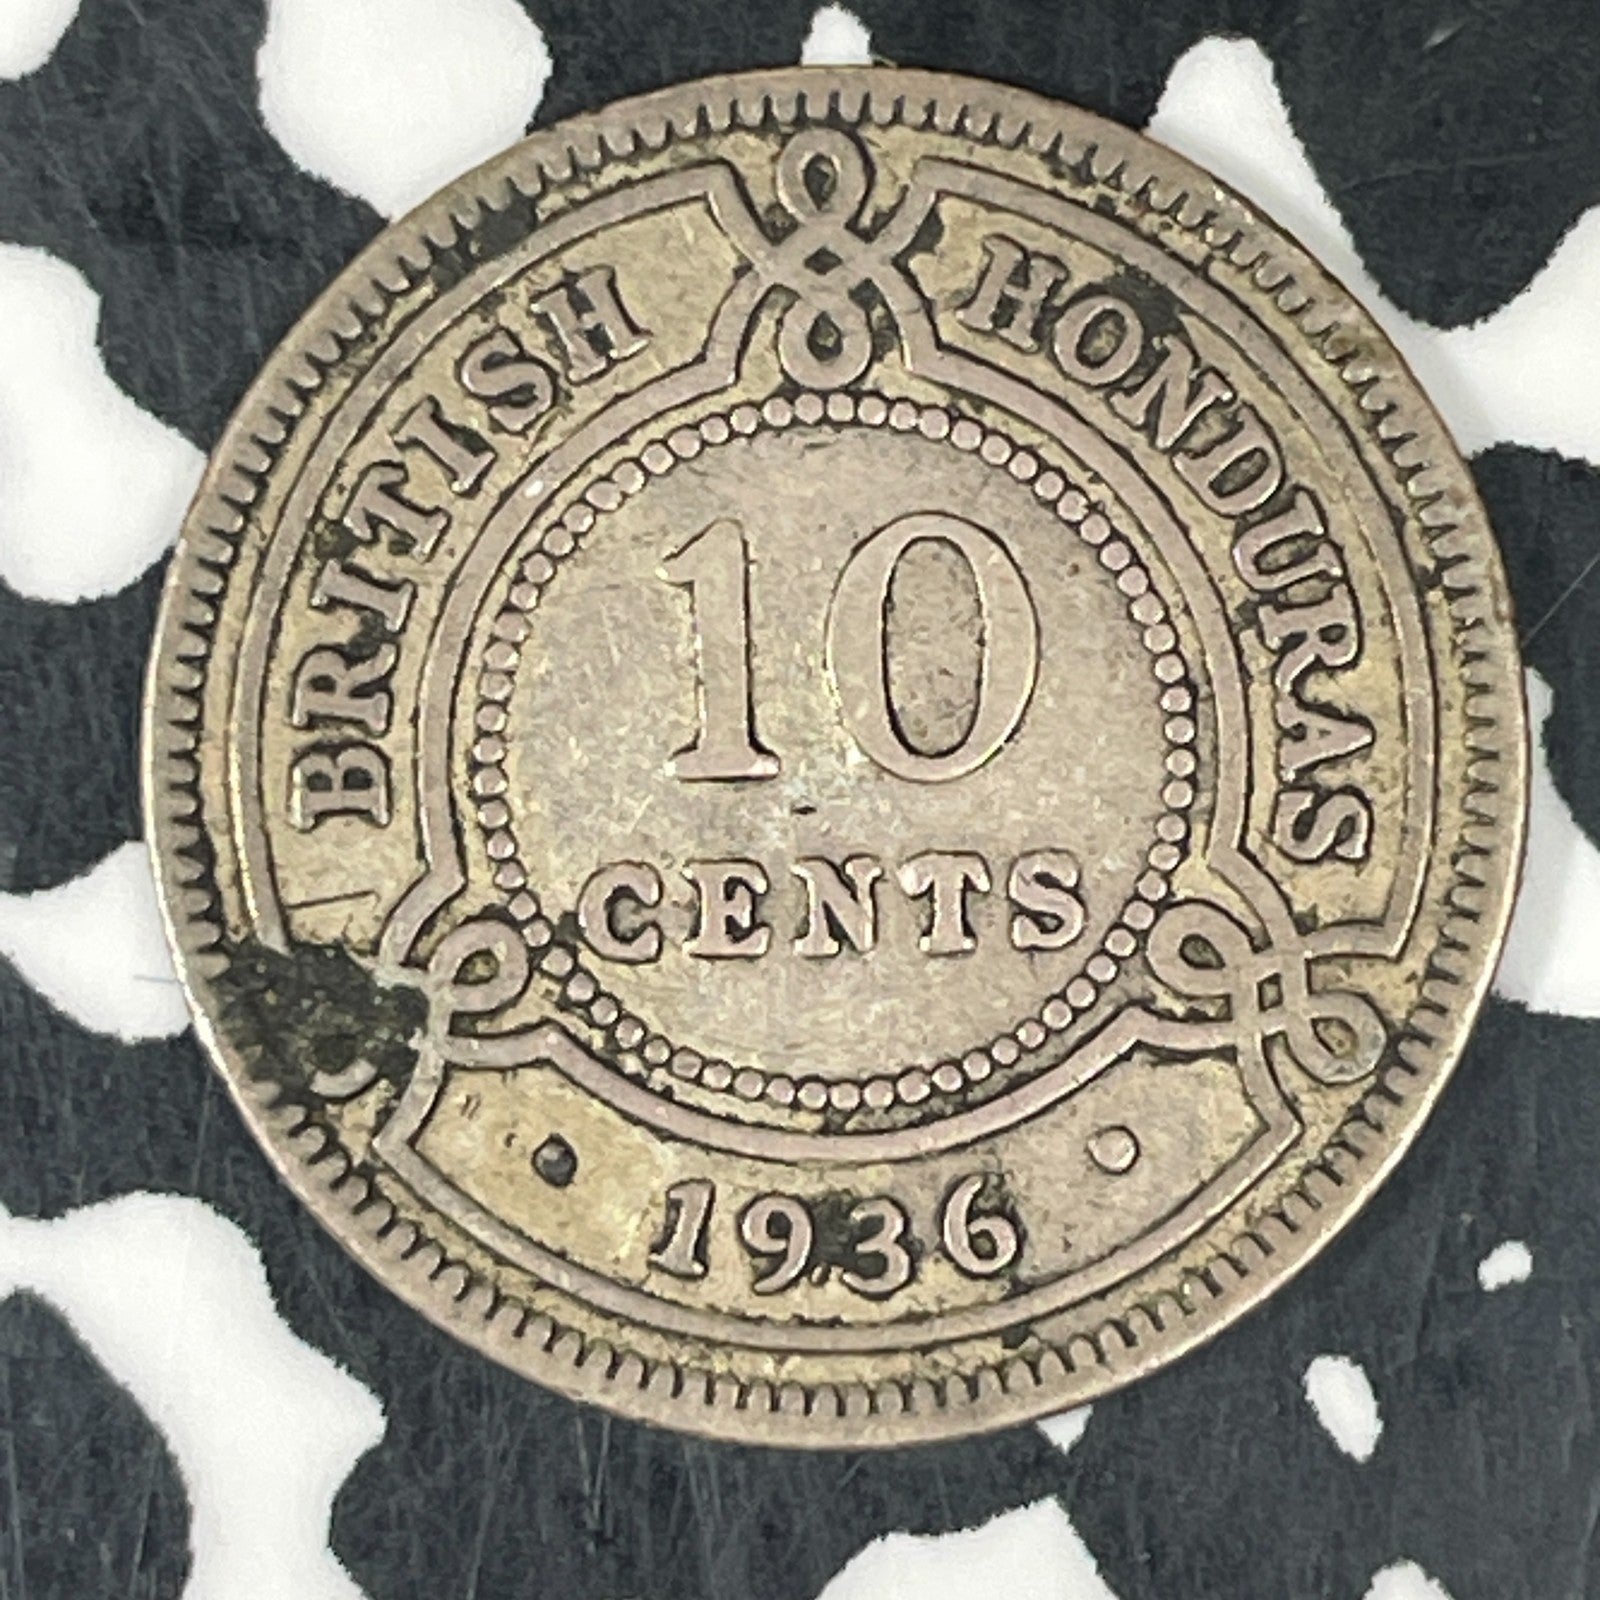 BRITISH HONDURAS
10
CENTS
• 1936 •